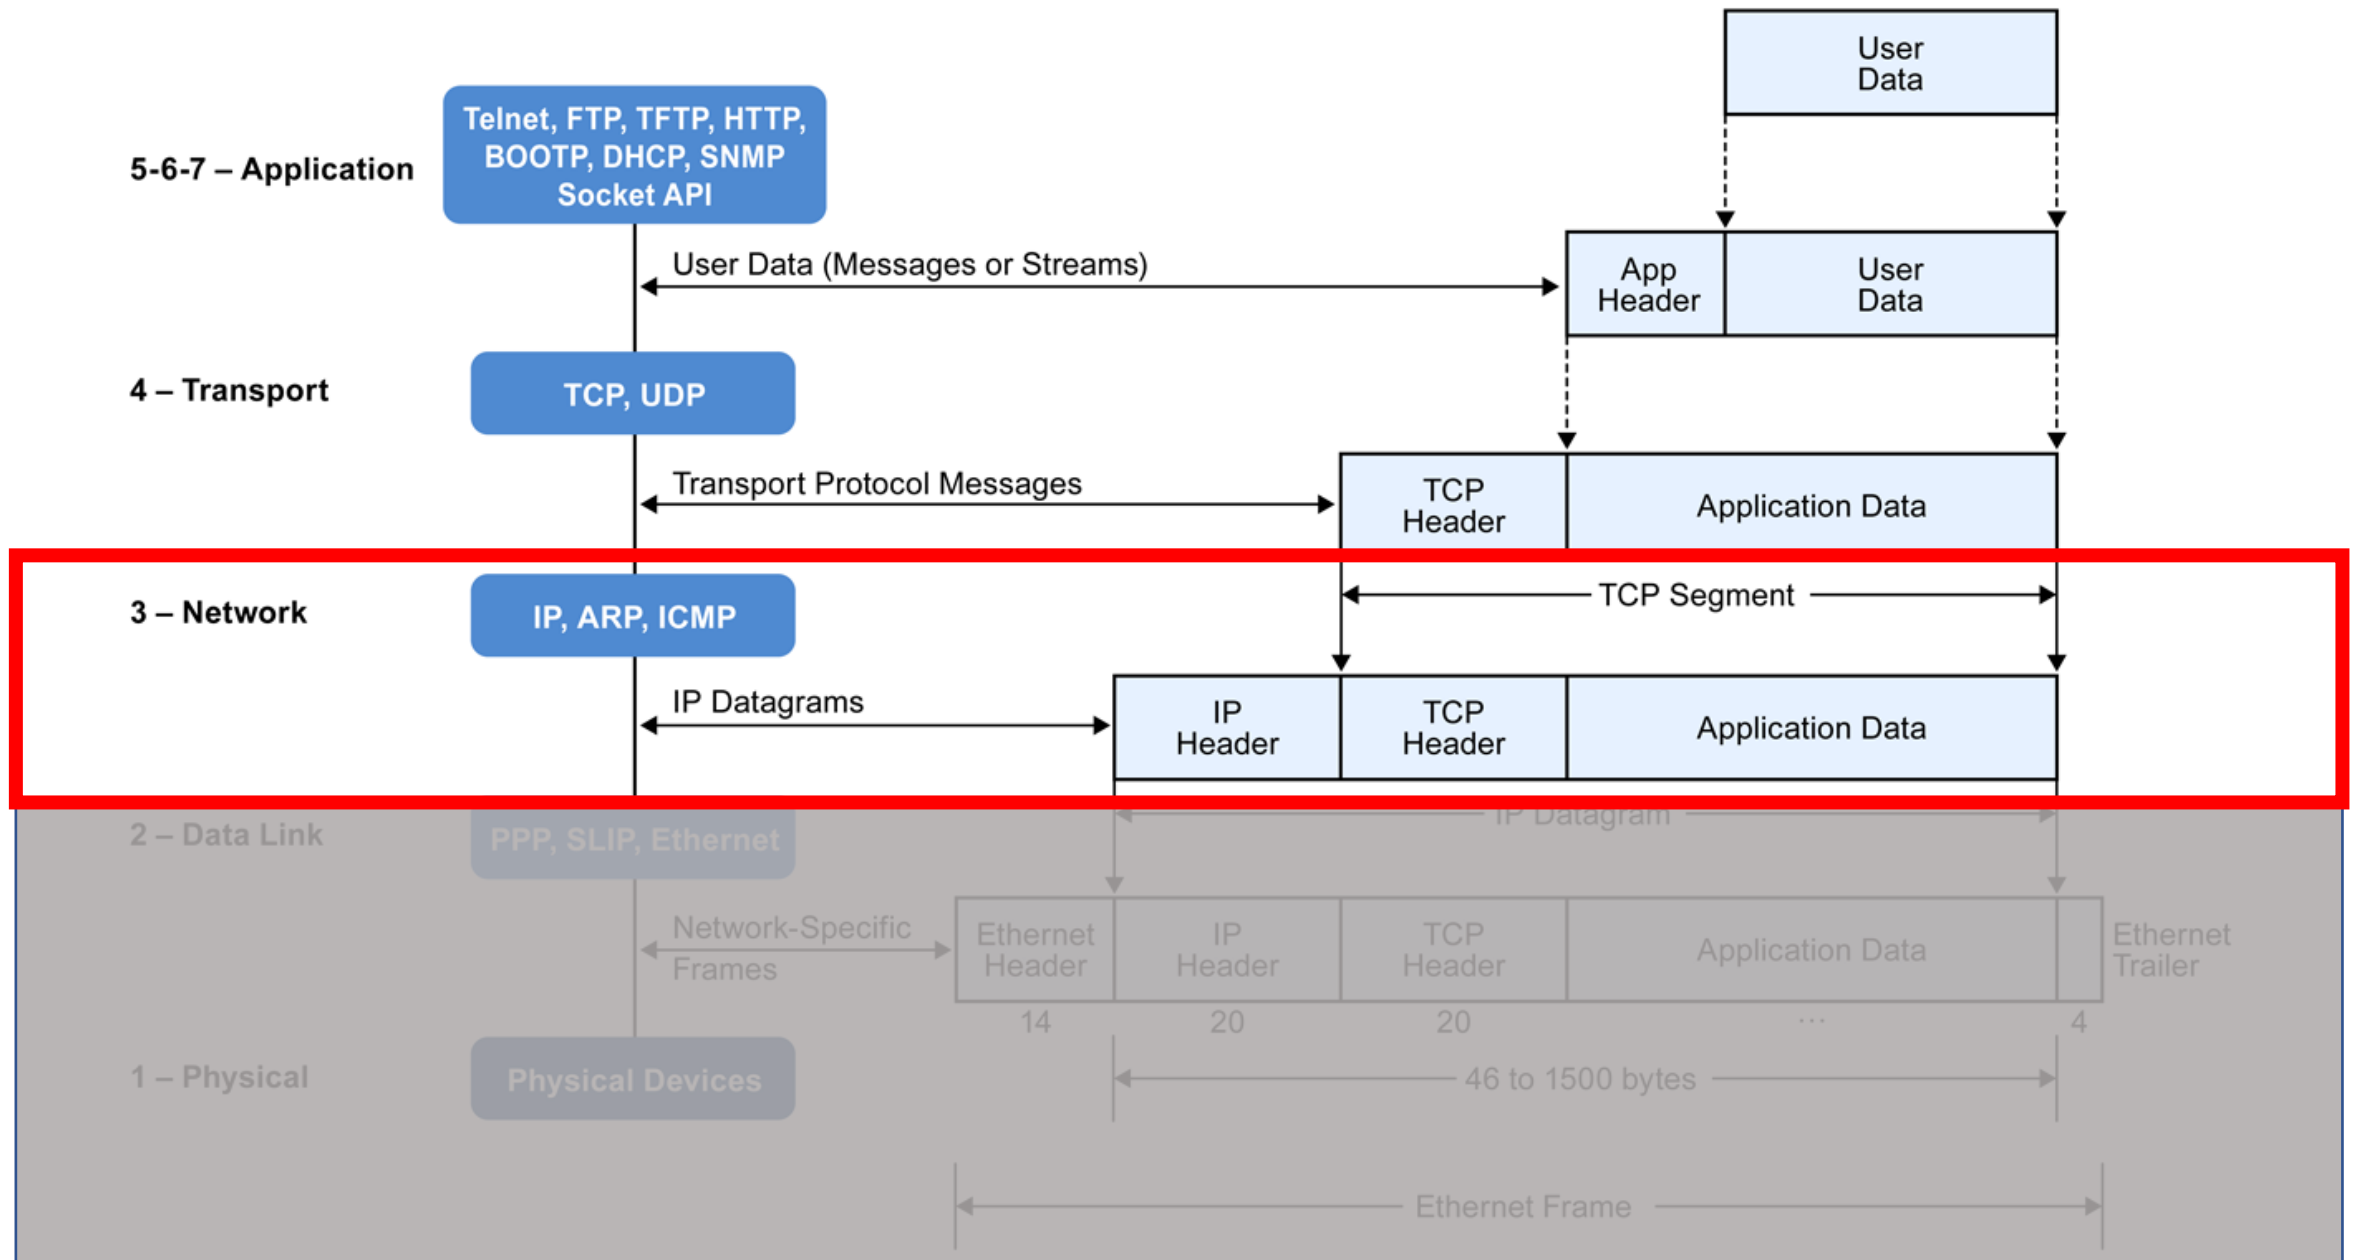 User
Data
Telnet, FTP, TFTP, HTTP,
BOOTP, DHCP, SNMP
Socket API
5-6-7 – Application
User Data (Messages or Streams)
App
Header
User
Data
4 – Transport
TCP, UDP
Transport Protocol Messages
TCP
Header
Application Data
3 – Network
IP, ARP, ICMP
TCP Segment
IP Datagrams
IP
Header
TCP
Header
Application Data
2 – Data Link
PPP, SLIP, Ethernet
IP Datagram
Network-Specific
Frames
Ethernet
Header
IP
Header
TCP
Header
Application Data
Ethernet
Trailer
14
20
20
...
4
1 – Physical
Physical Devices
46 to 1500 bytes
Ethernet Frame